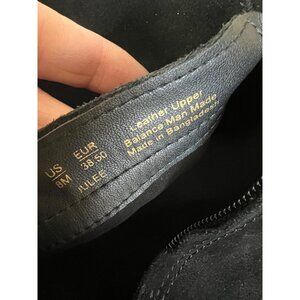 US EUR
8M 38.50
JULEE
Leather Upper
Balance Man Made
Made in Bangladesh